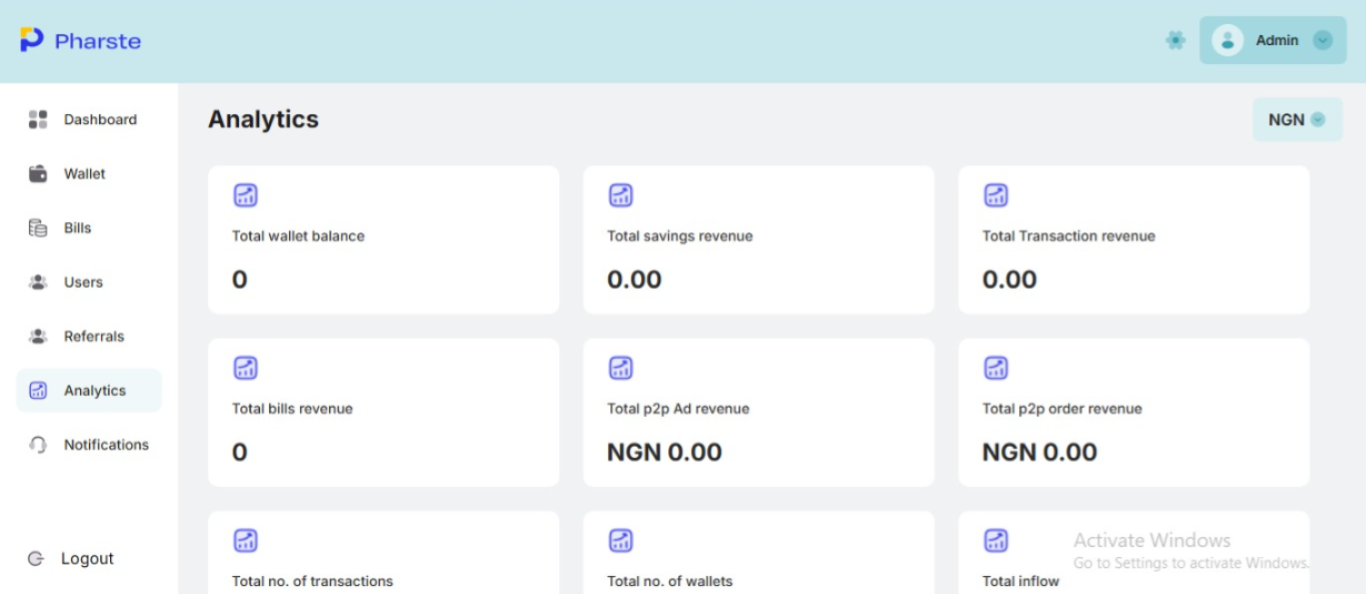 Pharste
Admin
Dashboard
Wallet
Bills
Users
Referrals
Analytics
Notifications
Logout
Analytics
NGN
Total wallet balance
0
Total savings revenue
0.00
Total Transaction revenue
0.00
Total bills revenue
0
Total p2p Ad revenue
NGN 0.00
Total p2p order revenue
NGN 0.00
Total no. of transactions
Total no. of wallets
Total inflow
Activate Windows
Go to Settings to activate Windows.